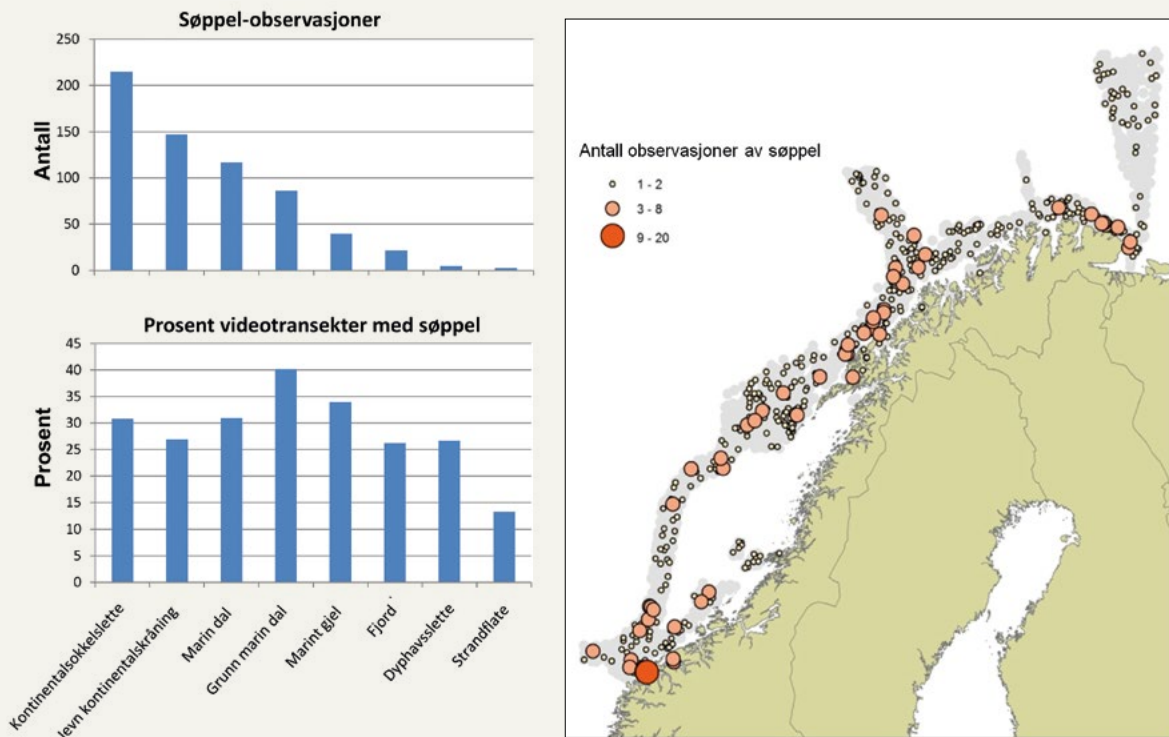 Søppel-observasjoner
Antall
250
200
150
100
50
0
Prosent videotransekter med søppel
Prosent
45
40
35
30
25
20
15
10
5
0
Kontinentalsokkelslette
Jevn kontinentalskråning
Marin dal
Grunn marin dal
Marint gjel
Fjord
Dyphavsslette
Strandflate
Antall observasjoner av søppel
1 - 2
3 - 8
9 - 20